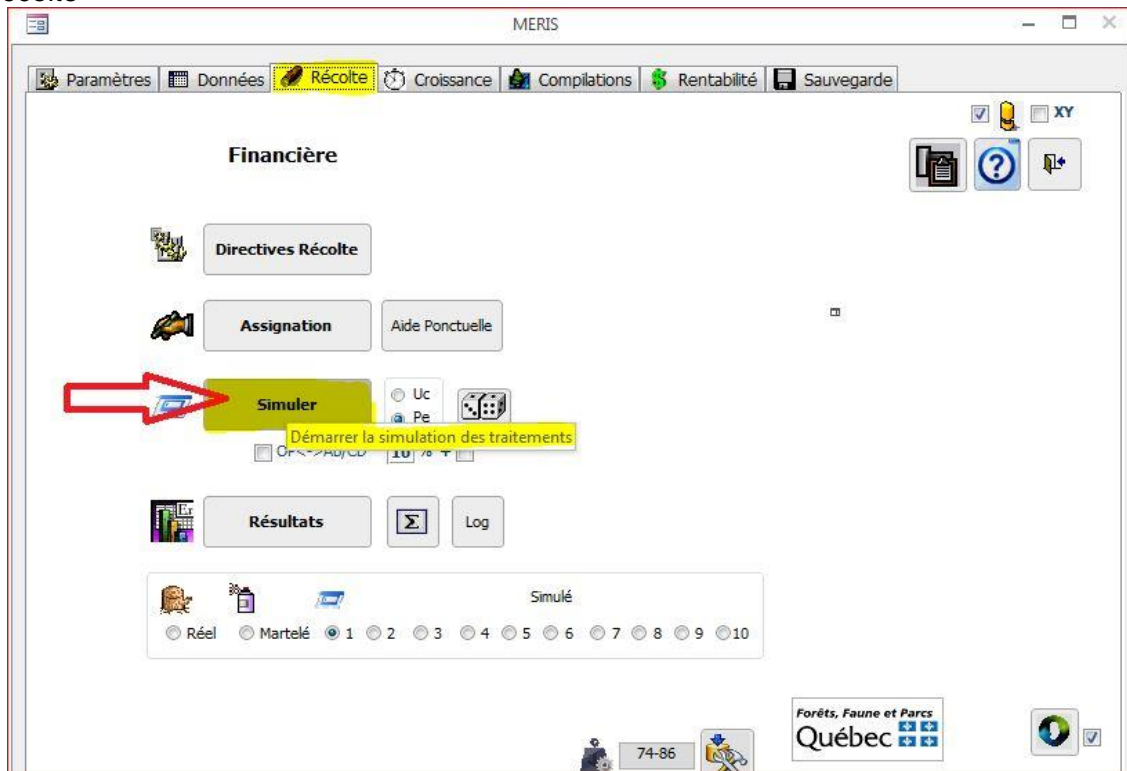 MERIS
Paramètres Données Récolte Croissance Compilations Rentabilité Sauvegarde
XY
Financière
Directives Récolte
Assignation Aide Ponctuelle
Uc
Simuler
Pe
Démarrer la simulation des traitements
10 % +
Résultats Σ Log
Simulé
Réel Martelé 1 2 3 4 5 6 7 8 9 10
Forêts, Faune et Parcs
Québec
74-86